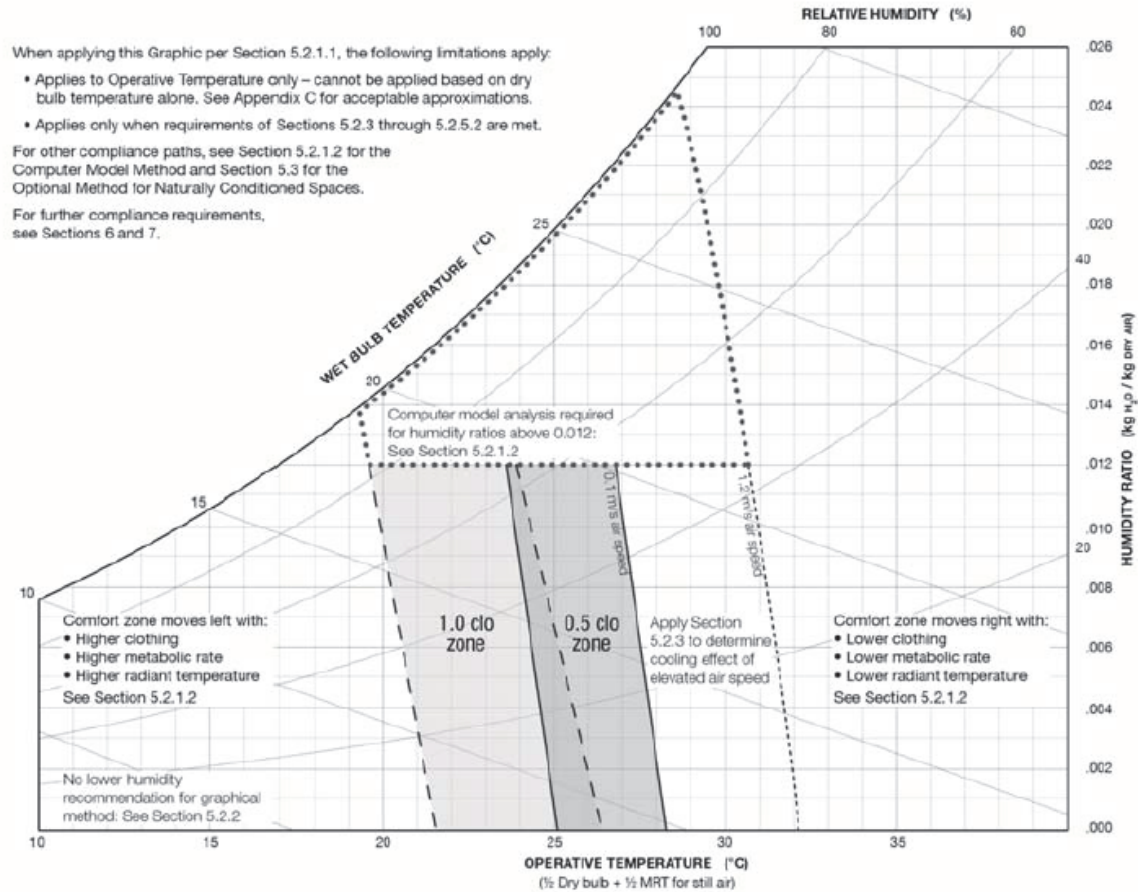 RELATIVE HUMIDITY (%)
100
80
60
When applying this Graphic per Section 5.2.1.1, the following limitations apply:
• Applies to Operative Temperature only – cannot be applied based on dry
bulb temperature alone. See Appendix C for acceptable approximations.
• Applies only when requirements of Sections 5.2.3 through 5.2.5.2 are met.
For other compliance paths, see Section 5.2.1.2 for the
Computer Model Method and Section 5.3 for the
Optional Method for Naturally Conditioned Spaces.
For further compliance requirements,
see Sections 6 and 7.
WET BULB TEMPERATURE (°C)
10
15
20
25
.026
.024
.022
.020
.018
.016
.014
.012
.010
.008
.006
.004
.002
.000
40
20
HUMIDITY RATIO (kg H₂O / kg DRY AIR)
Computer model analysis required
for humidity ratios above 0.012:
See Section 5.2.1.2
0.1 m/s air speed
1.2 m/s air speed
Comfort zone moves left with:
• Higher clothing
• Higher metabolic rate
• Higher radiant temperature
See Section 5.2.1.2
1.0 clo
zone
0.5 clo
zone
Apply Section
5.2.3 to determine
cooling effect of
elevated air speed
Comfort zone moves right with:
• Lower clothing
• Lower metabolic rate
• Lower radiant temperature
See Section 5.2.1.2
No lower humidity
recommendation for graphical
method: See Section 5.2.2
10
15
20
25
30
35
OPERATIVE TEMPERATURE (°C)
(½ Dry bulb + ½ MRT for still air)